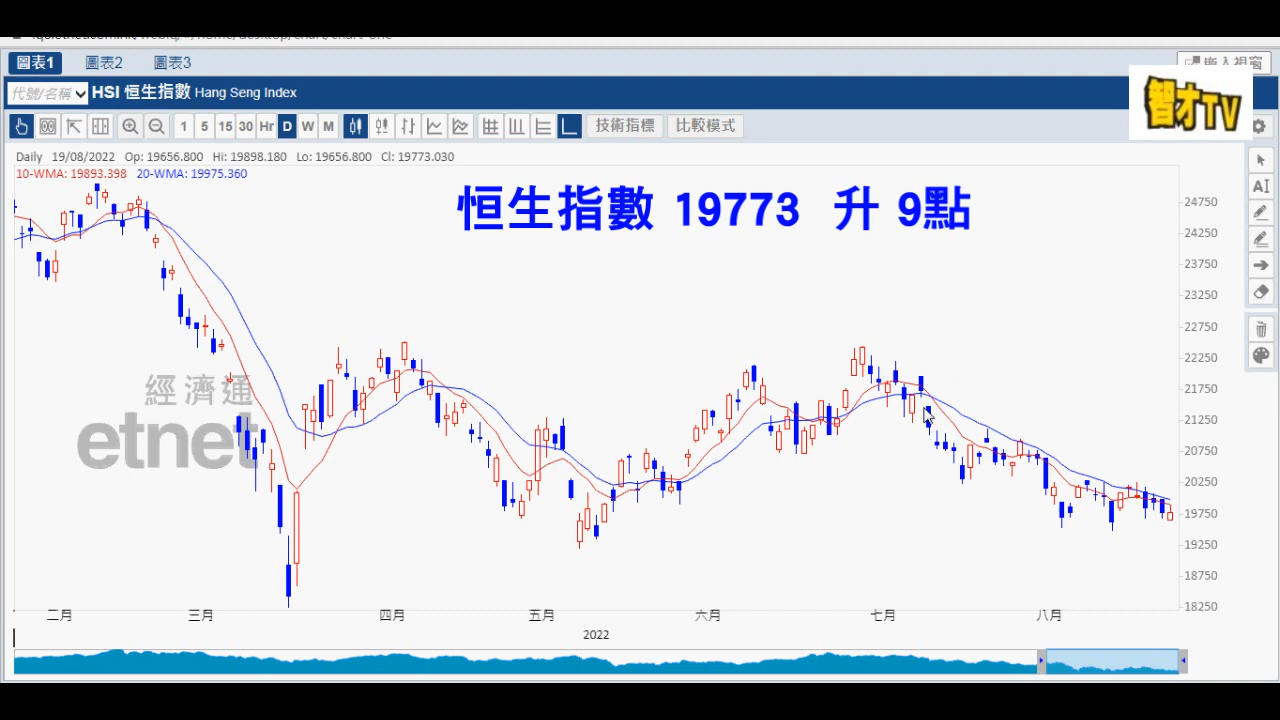 圖表1 圖表2 圖表3
嵌入視窗
代號/名稱 HSI 恒生指數 Hang Seng Index
智才TV
1 5 15 30 Hr D W M 技術指標 比較模式
Daily 19/08/2022 Op: 19656.800 Hi: 19898.180 Lo: 19656.800 Cl: 19773.030
10-WMA: 19893.398 20-WMA: 19975.360
恒生指數 19773 升 9點
AI
24750
24250
23750
23250
22750
22250
21750
21250
20750
20250
19750
19250
18750
18250
經濟通
etnet
二月 三月 四月 五月 六月 七月 八月
2022